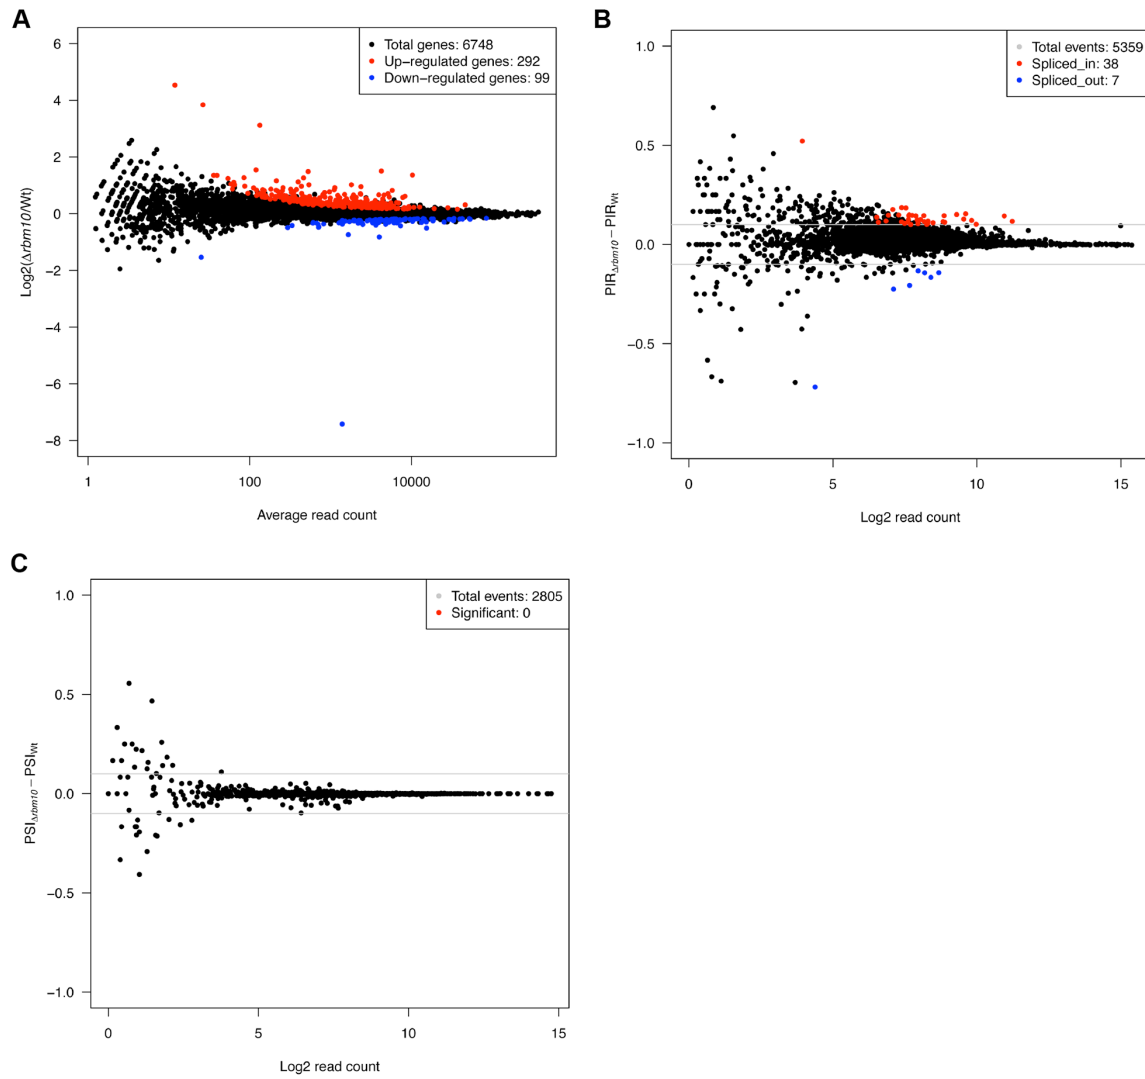 A
Total genes: 6748
Up−regulated genes: 292
Down−regulated genes: 99
Log2(Δrbm10/Wt)
6
4
2
0
−2
−4
−6
−8
1
100
10000
Average read count
B
Total events: 5359
Spliced_in: 38
Spliced_out: 7
PIRΔrbm10 − PIRWt
1.0
0.5
0.0
−0.5
−1.0
0
5
10
15
Log2 read count
C
Total events: 2805
Significant: 0
PSIΔrbm10 − PSIWt
1.0
0.5
0.0
−0.5
−1.0
0
5
10
15
Log2 read count